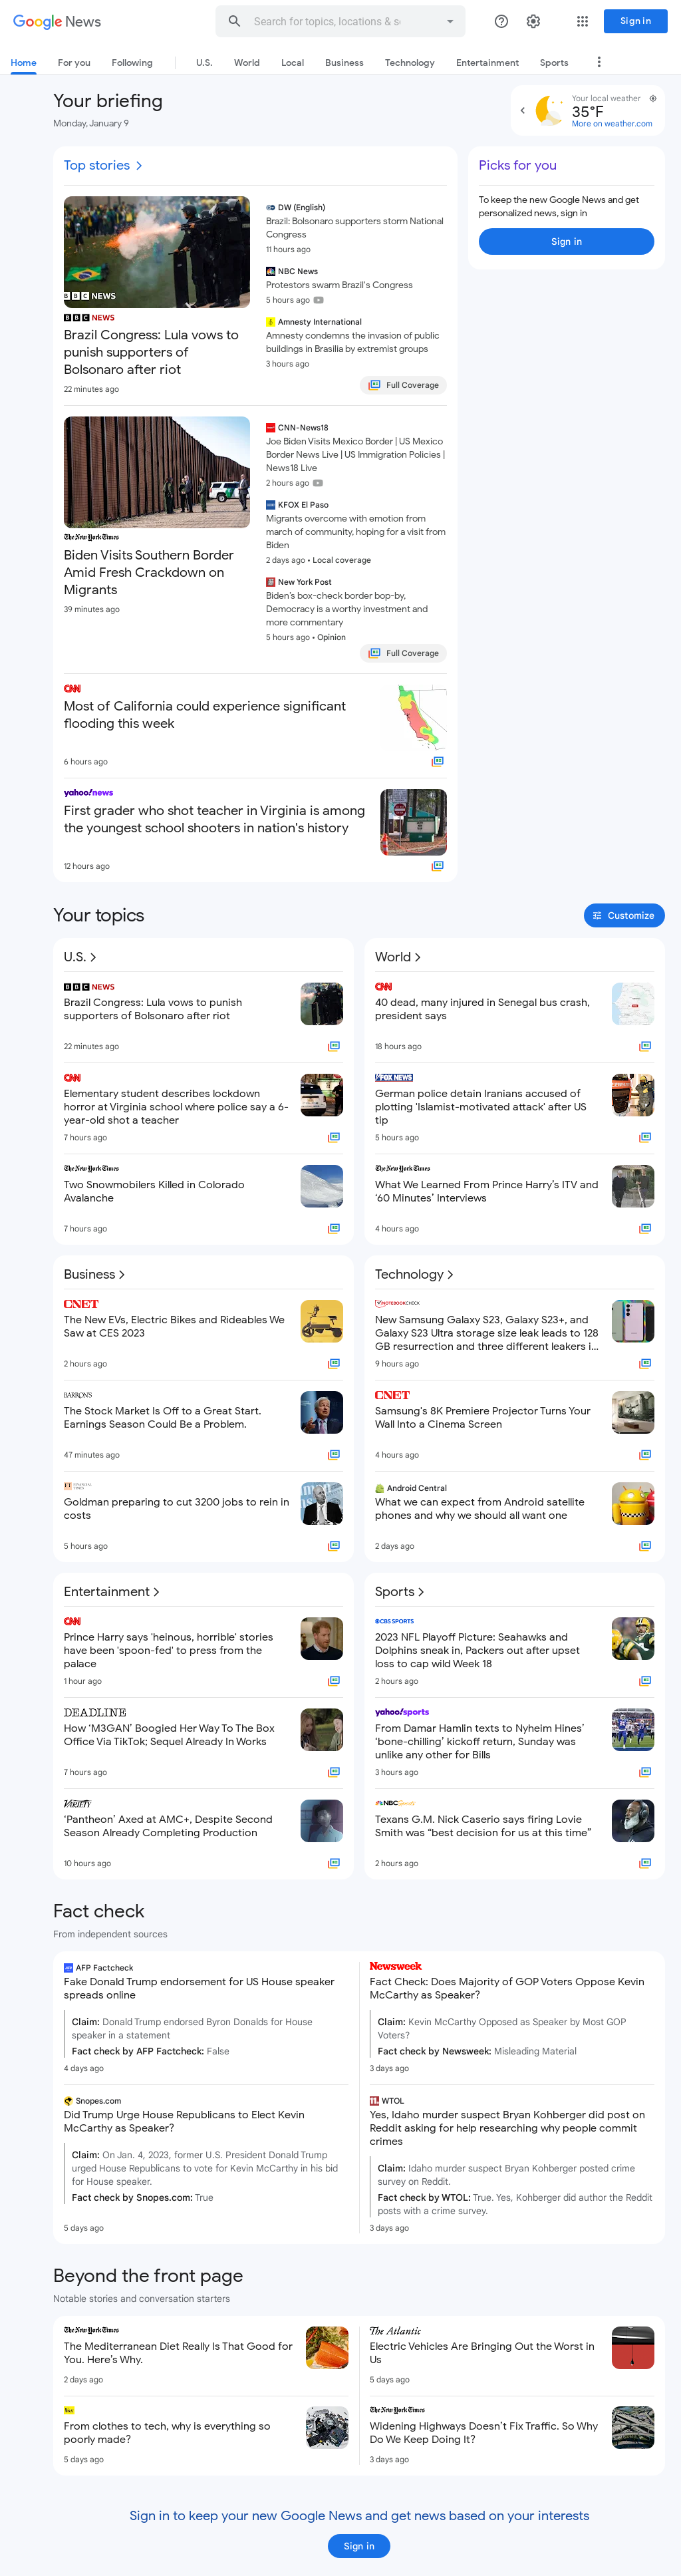 Google News
Search for topics, locations & s
Sign in
Home For you Following U.S. World Local Business Technology Entertainment Sports
Your briefing
Monday, January 9
Your local weather
35°F
More on weather.com
Top stories
BBC NEWS
BBC NEWS
Brazil Congress: Lula vows to
punish supporters of
Bolsonaro after riot
22 minutes ago
DW (English)
Brazil: Bolsonaro supporters storm National
Congress
11 hours ago
NBC News
Protestors swarm Brazil's Congress
5 hours ago
Amnesty International
Amnesty condemns the invasion of public
buildings in Brasilia by extremist groups
3 hours ago
Full Coverage
Picks for you
To keep the new Google News and get
personalized news, sign in
Sign in
The New York Times
Biden Visits Southern Border
Amid Fresh Crackdown on
Migrants
39 minutes ago
CNN-News18
Joe Biden Visits Mexico Border | US Mexico
Border News Live | US Immigration Policies |
News18 Live
2 hours ago
KFOX El Paso
Migrants overcome with emotion from
march of community, hoping for a visit from
Biden
2 days ago • Local coverage
New York Post
Biden's box-check border bop-by,
Democracy is a worthy investment and
more commentary
5 hours ago • Opinion
Full Coverage
CNN
Most of California could experience significant
flooding this week
6 hours ago
yahoo!news
First grader who shot teacher in Virginia is among
the youngest school shooters in nation's history
12 hours ago
Your topics
Customize
U.S.
BBC NEWS
Brazil Congress: Lula vows to punish
supporters of Bolsonaro after riot
22 minutes ago
CNN
Elementary student describes lockdown
horror at Virginia school where police say a 6-
year-old shot a teacher
7 hours ago
The New York Times
Two Snowmobilers Killed in Colorado
Avalanche
7 hours ago
World
CNN
40 dead, many injured in Senegal bus crash,
president says
18 hours ago
FOX NEWS
German police detain Iranians accused of
plotting 'Islamist-motivated attack' after US
tip
5 hours ago
The New York Times
What We Learned From Prince Harry's ITV and
'60 Minutes' Interviews
4 hours ago
Business
CNET
The New EVs, Electric Bikes and Rideables We
Saw at CES 2023
2 hours ago
BARRON'S
The Stock Market Is Off to a Great Start.
Earnings Season Could Be a Problem.
47 minutes ago
FT FINANCIAL TIMES
Goldman preparing to cut 3200 jobs to rein in
costs
5 hours ago
Technology
NOTEBOOKCHECK
New Samsung Galaxy S23, Galaxy S23+, and
Galaxy S23 Ultra storage size leak leads to 128
GB resurrection and three different leakers i...
9 hours ago
CNET
Samsung's 8K Premiere Projector Turns Your
Wall Into a Cinema Screen
4 hours ago
Android Central
What we can expect from Android satellite
phones and why we should all want one
2 days ago
Entertainment
CNN
Prince Harry says 'heinous, horrible' stories
have been 'spoon-fed' to press from the
palace
1 hour ago
DEADLINE
How 'M3GAN' Boogied Her Way To The Box
Office Via TikTok; Sequel Already In Works
7 hours ago
VARIETY
'Pantheon' Axed at AMC+, Despite Second
Season Already Completing Production
10 hours ago
Sports
CBS SPORTS
2023 NFL Playoff Picture: Seahawks and
Dolphins sneak in, Packers out after upset
loss to cap wild Week 18
2 hours ago
yahoo!sports
From Damar Hamlin texts to Nyheim Hines'
'bone-chilling' kickoff return, Sunday was
unlike any other for Bills
3 hours ago
NBC Sports
Texans G.M. Nick Caserio says firing Lovie
Smith was "best decision for us at this time"
2 hours ago
Fact check
From independent sources
AFP Factcheck
Fake Donald Trump endorsement for US House speaker
spreads online
Claim: Donald Trump endorsed Byron Donalds for House
speaker in a statement
Fact check by AFP Factcheck: False
4 days ago
Newsweek
Fact Check: Does Majority of GOP Voters Oppose Kevin
McCarthy as Speaker?
Claim: Kevin McCarthy Opposed as Speaker by Most GOP
Voters?
Fact check by Newsweek: Misleading Material
3 days ago
Snopes.com
Did Trump Urge House Republicans to Elect Kevin
McCarthy as Speaker?
Claim: On Jan. 4, 2023, former U.S. President Donald Trump
urged House Republicans to vote for Kevin McCarthy in his bid
for House speaker.
Fact check by Snopes.com: True
5 days ago
WTOL
Yes, Idaho murder suspect Bryan Kohberger did post on
Reddit asking for help researching why people commit
crimes
Claim: Idaho murder suspect Bryan Kohberger posted crime
survey on Reddit.
Fact check by WTOL: True. Yes, Kohberger did author the Reddit
posts with a crime survey.
3 days ago
Beyond the front page
Notable stories and conversation starters
The New York Times
The Mediterranean Diet Really Is That Good for
You. Here's Why.
2 days ago
The Atlantic
Electric Vehicles Are Bringing Out the Worst in
Us
5 days ago
From clothes to tech, why is everything so
poorly made?
5 days ago
The New York Times
Widening Highways Doesn't Fix Traffic. So Why
Do We Keep Doing It?
3 days ago
Sign in to keep your new Google News and get news based on your interests
Sign in